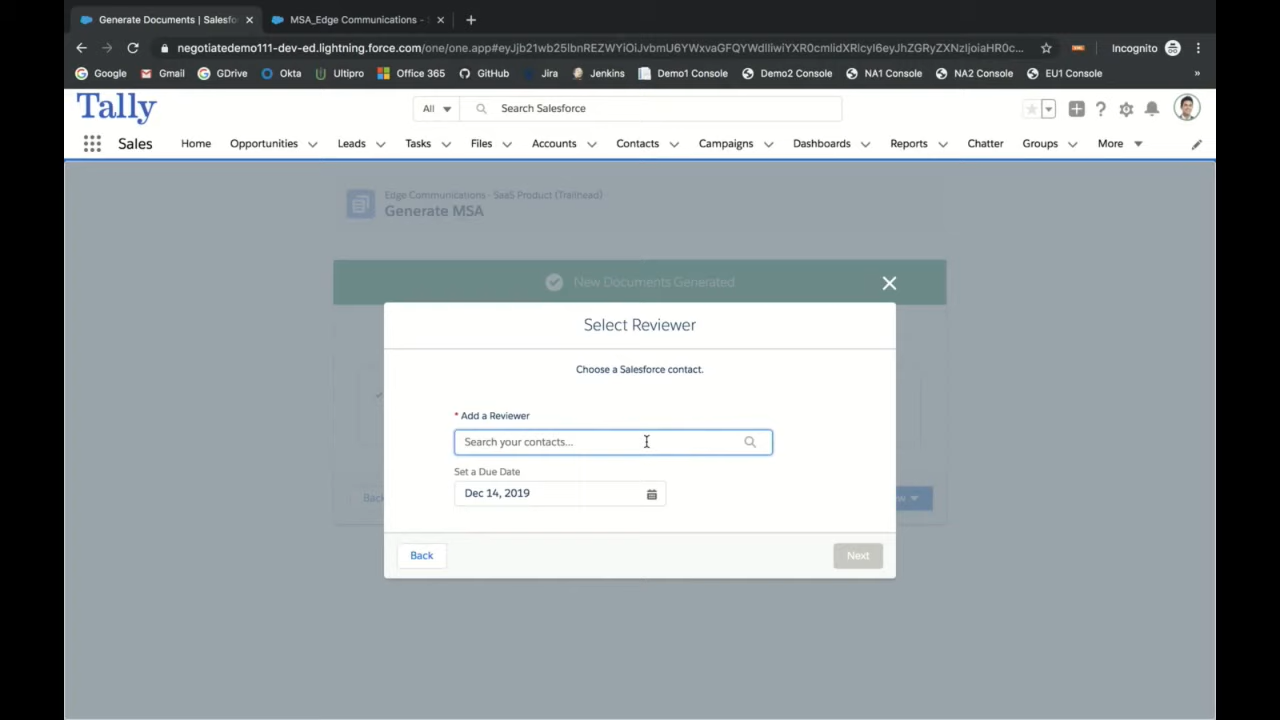 Generate Documents | Salesfo
MSA_Edge Communications -
negotiatedemo111-dev-ed.lightning.force.com/one/one.app#eyJjb21wb25lbnREZWYiOiJvbmU6YWxvaGFQYWdlIiwiYXR0cmlidXRlcyI6eyJhZGRyZXNzIjoiaHR0c...
Incognito
Google
Gmail
GDrive
Okta
Ultipro
Office 365
GitHub
Jira
Jenkins
Demo1 Console
Demo2 Console
NA1 Console
NA2 Console
EU1 Console
»
Tally
All
Search Salesforce
Sales
Home
Opportunities
Leads
Tasks
Files
Accounts
Contacts
Campaigns
Dashboards
Reports
Chatter
Groups
More
Edge Communications - SaaS Product (Trailhead)
Generate MSA
New Documents Generated
Select Reviewer
Choose a Salesforce contact.
* Add a Reviewer
Search your contacts...
Set a Due Date
Dec 14, 2019
Back
Back
Next